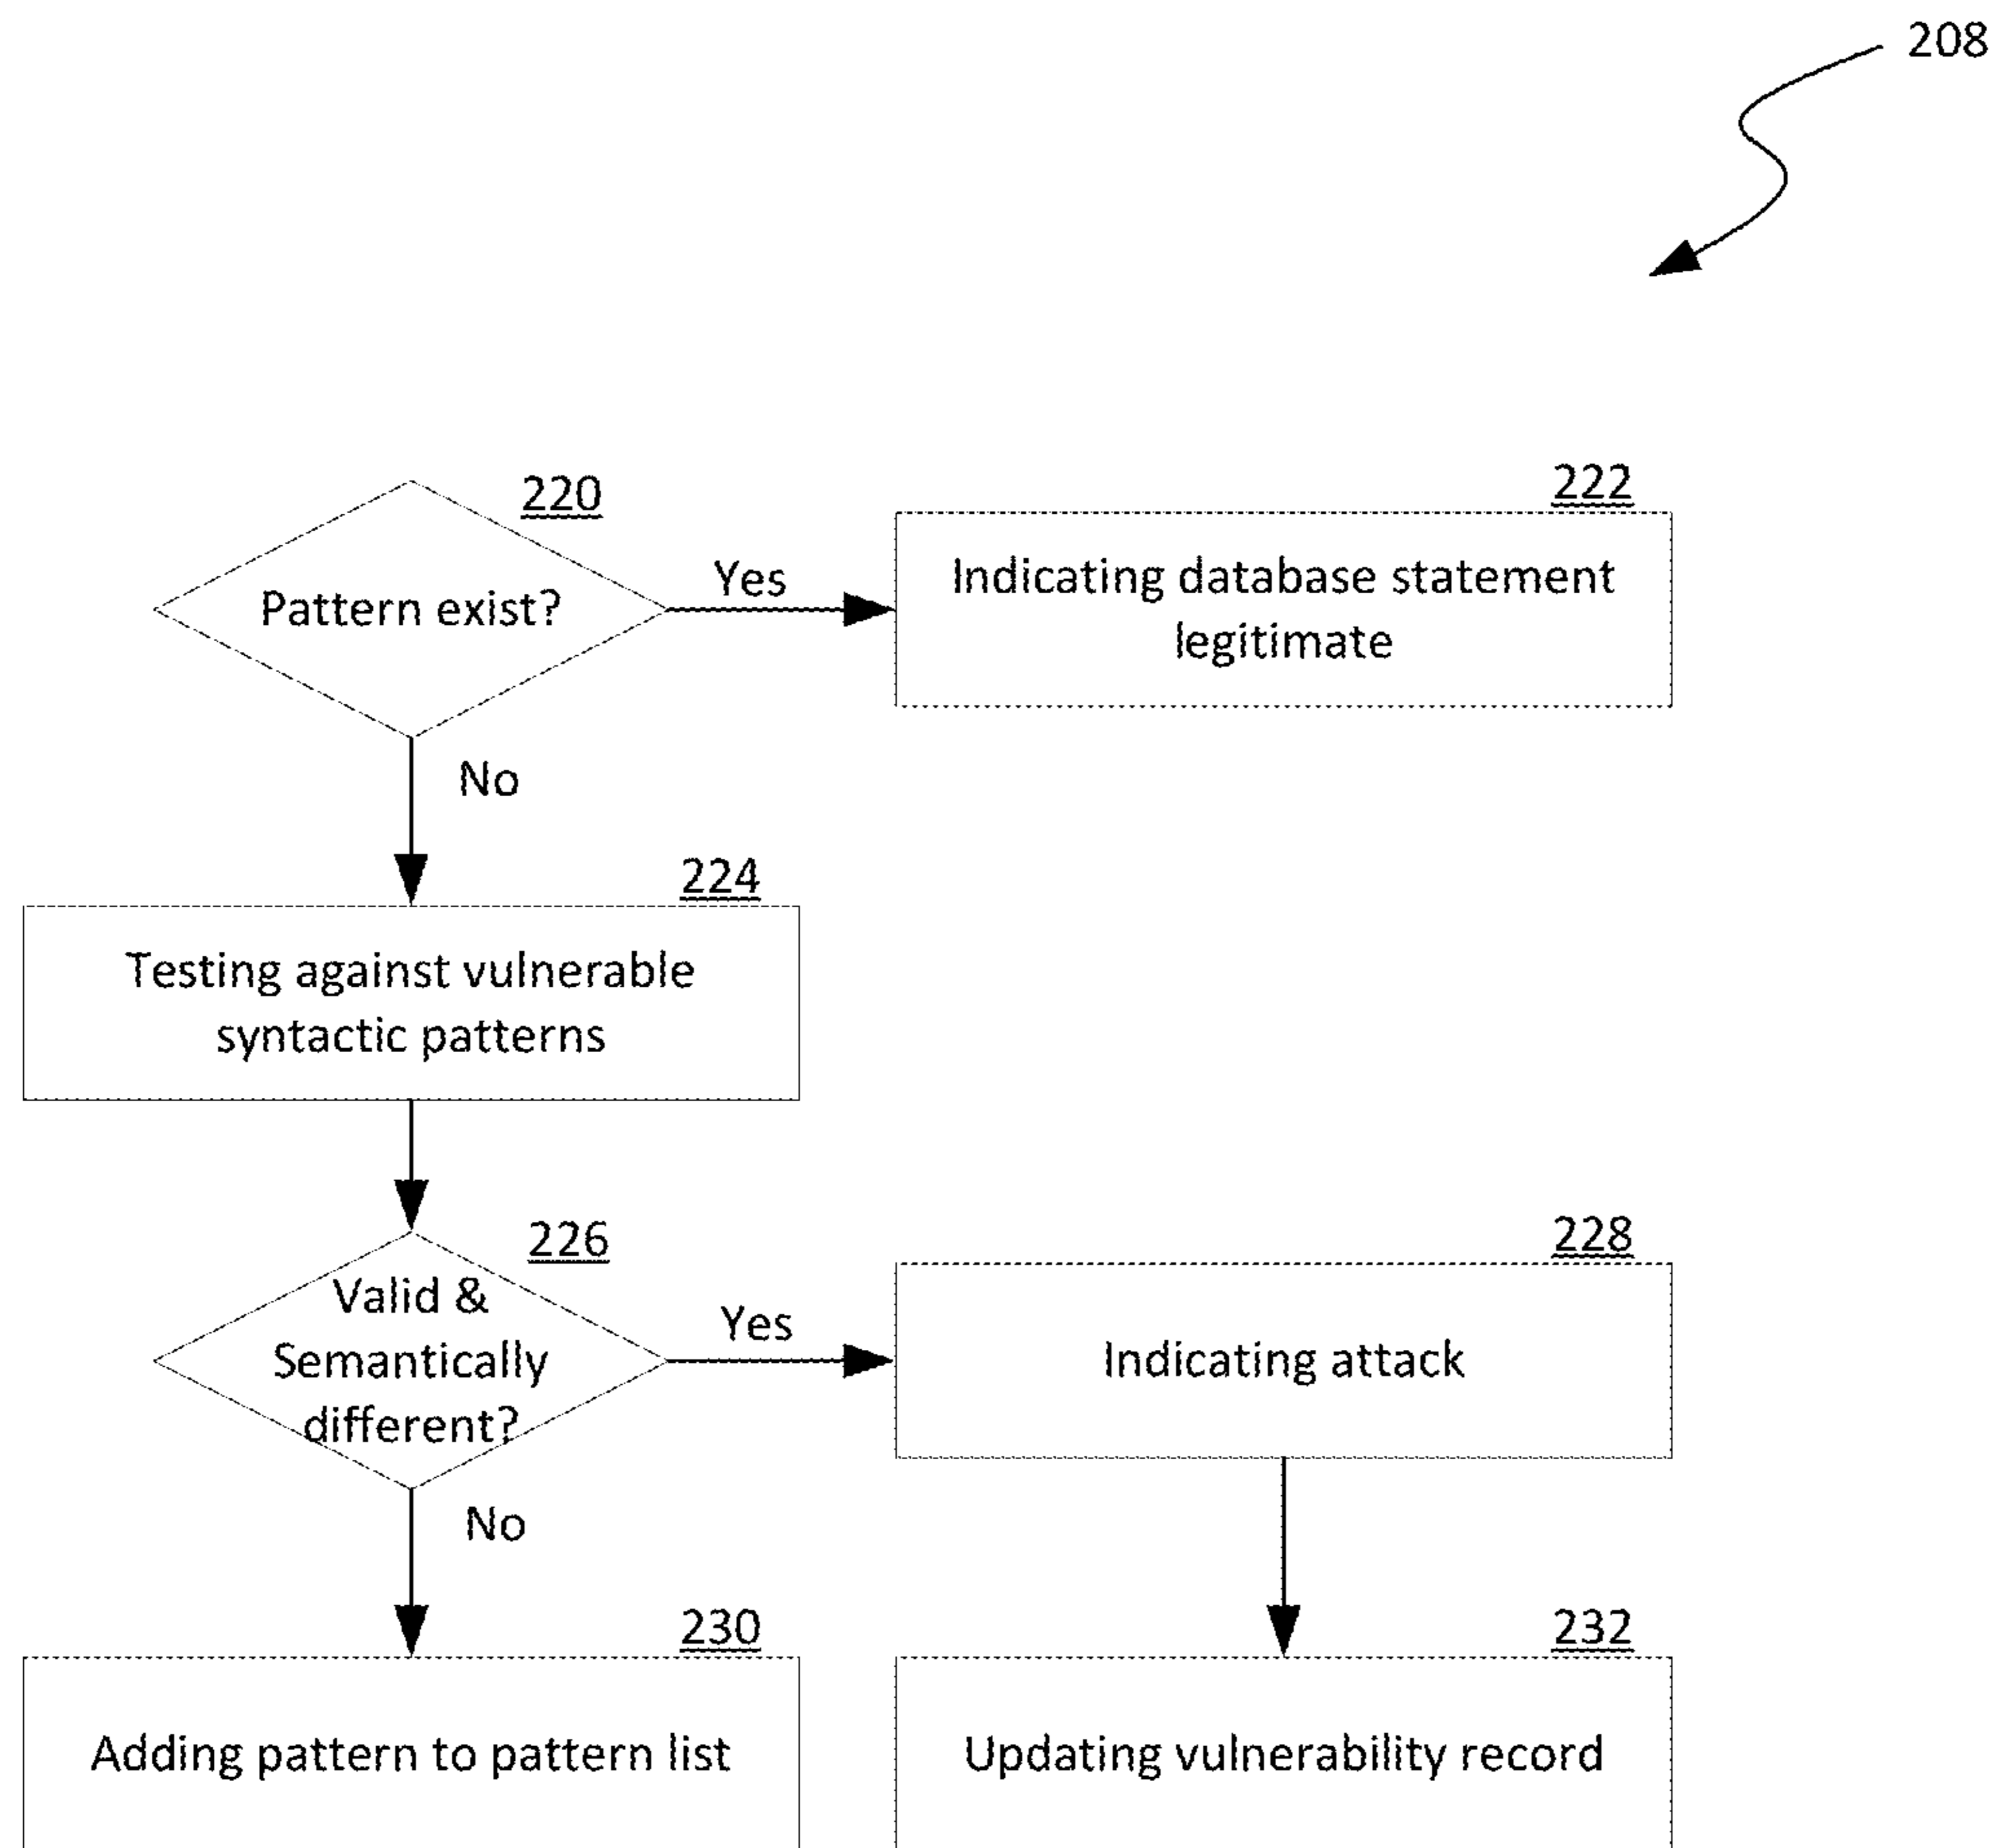 208
220
222
Pattern exist?
Yes
Indicating database statement
legitimate
No
224
Testing against vulnerable
syntactic patterns
226
228
Valid &
Semantically
different?
Yes
Indicating attack
No
230
232
Adding pattern to pattern list
Updating vulnerability record